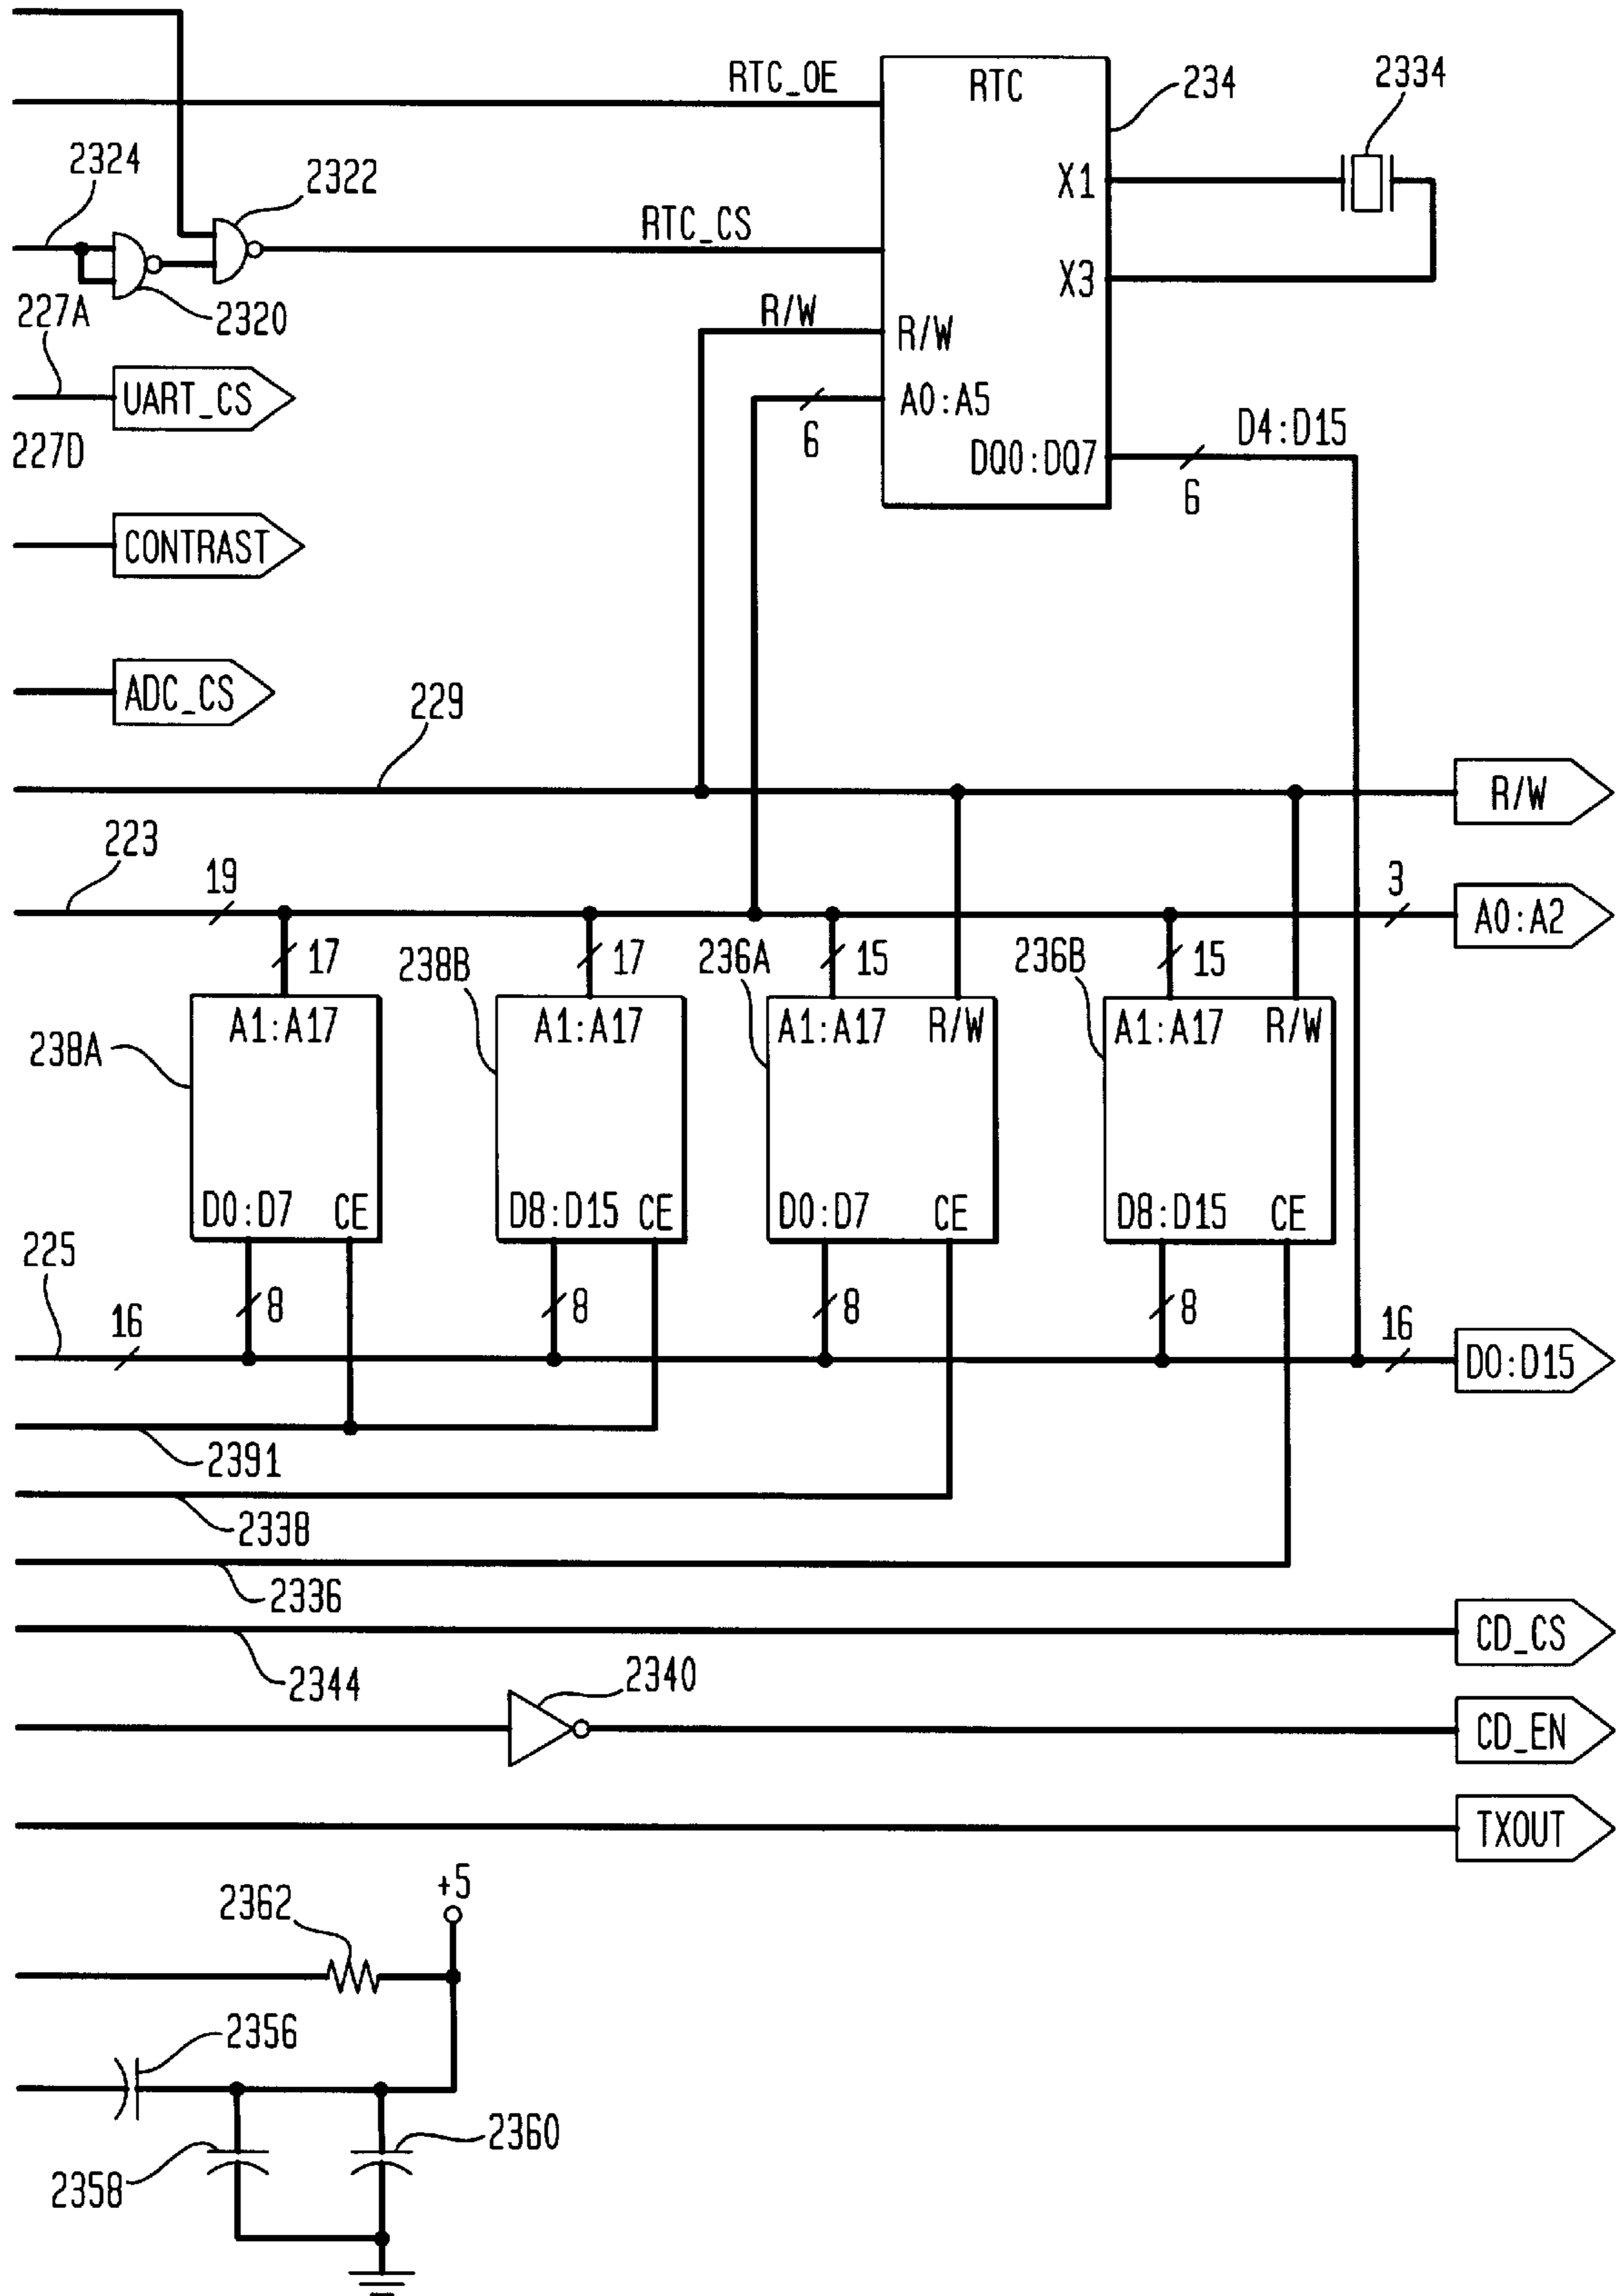 RTC_OE
RTC
234
2334
2324
2322
X1
RTC_CS
2320
X3
227A
R/W
R/W
UART_CS
A0:A5
6
D4:D15
227D
DQ0:DQ7
6
CONTRAST
ADC_CS
229
R/W
223
19
3
A0:A2
17
238B
17
236A
15
236B
15
A1:A17
A1:A17
A1:A17
R/W
A1:A17
R/W
238A
D0:D7
CE
D8:D15
CE
D0:D7
CE
D8:D15
CE
225
16
8
8
8
8
16
D0:D15
2391
2338
2336
CD_CS
2344
2340
CD_EN
TXOUT
+5
2362
2356
2360
2358